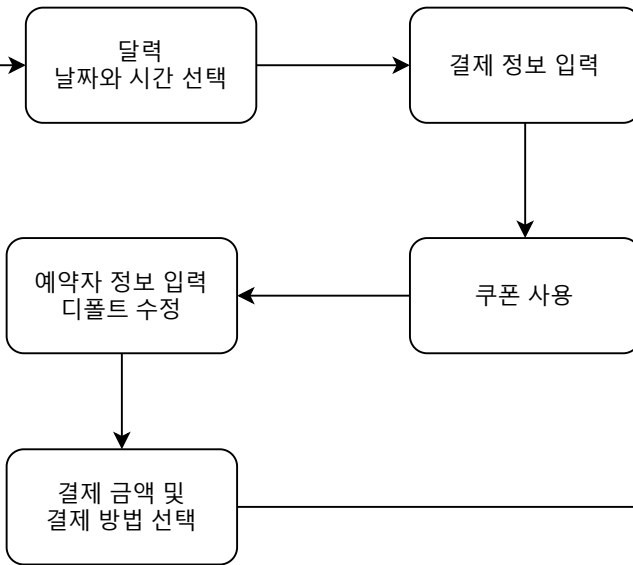 달력
날짜와 시간 선택
결제 정보 입력
쿠폰 사용
예약자 정보 입력
디폴트 수정
결제 금액 및
결제 방법 선택